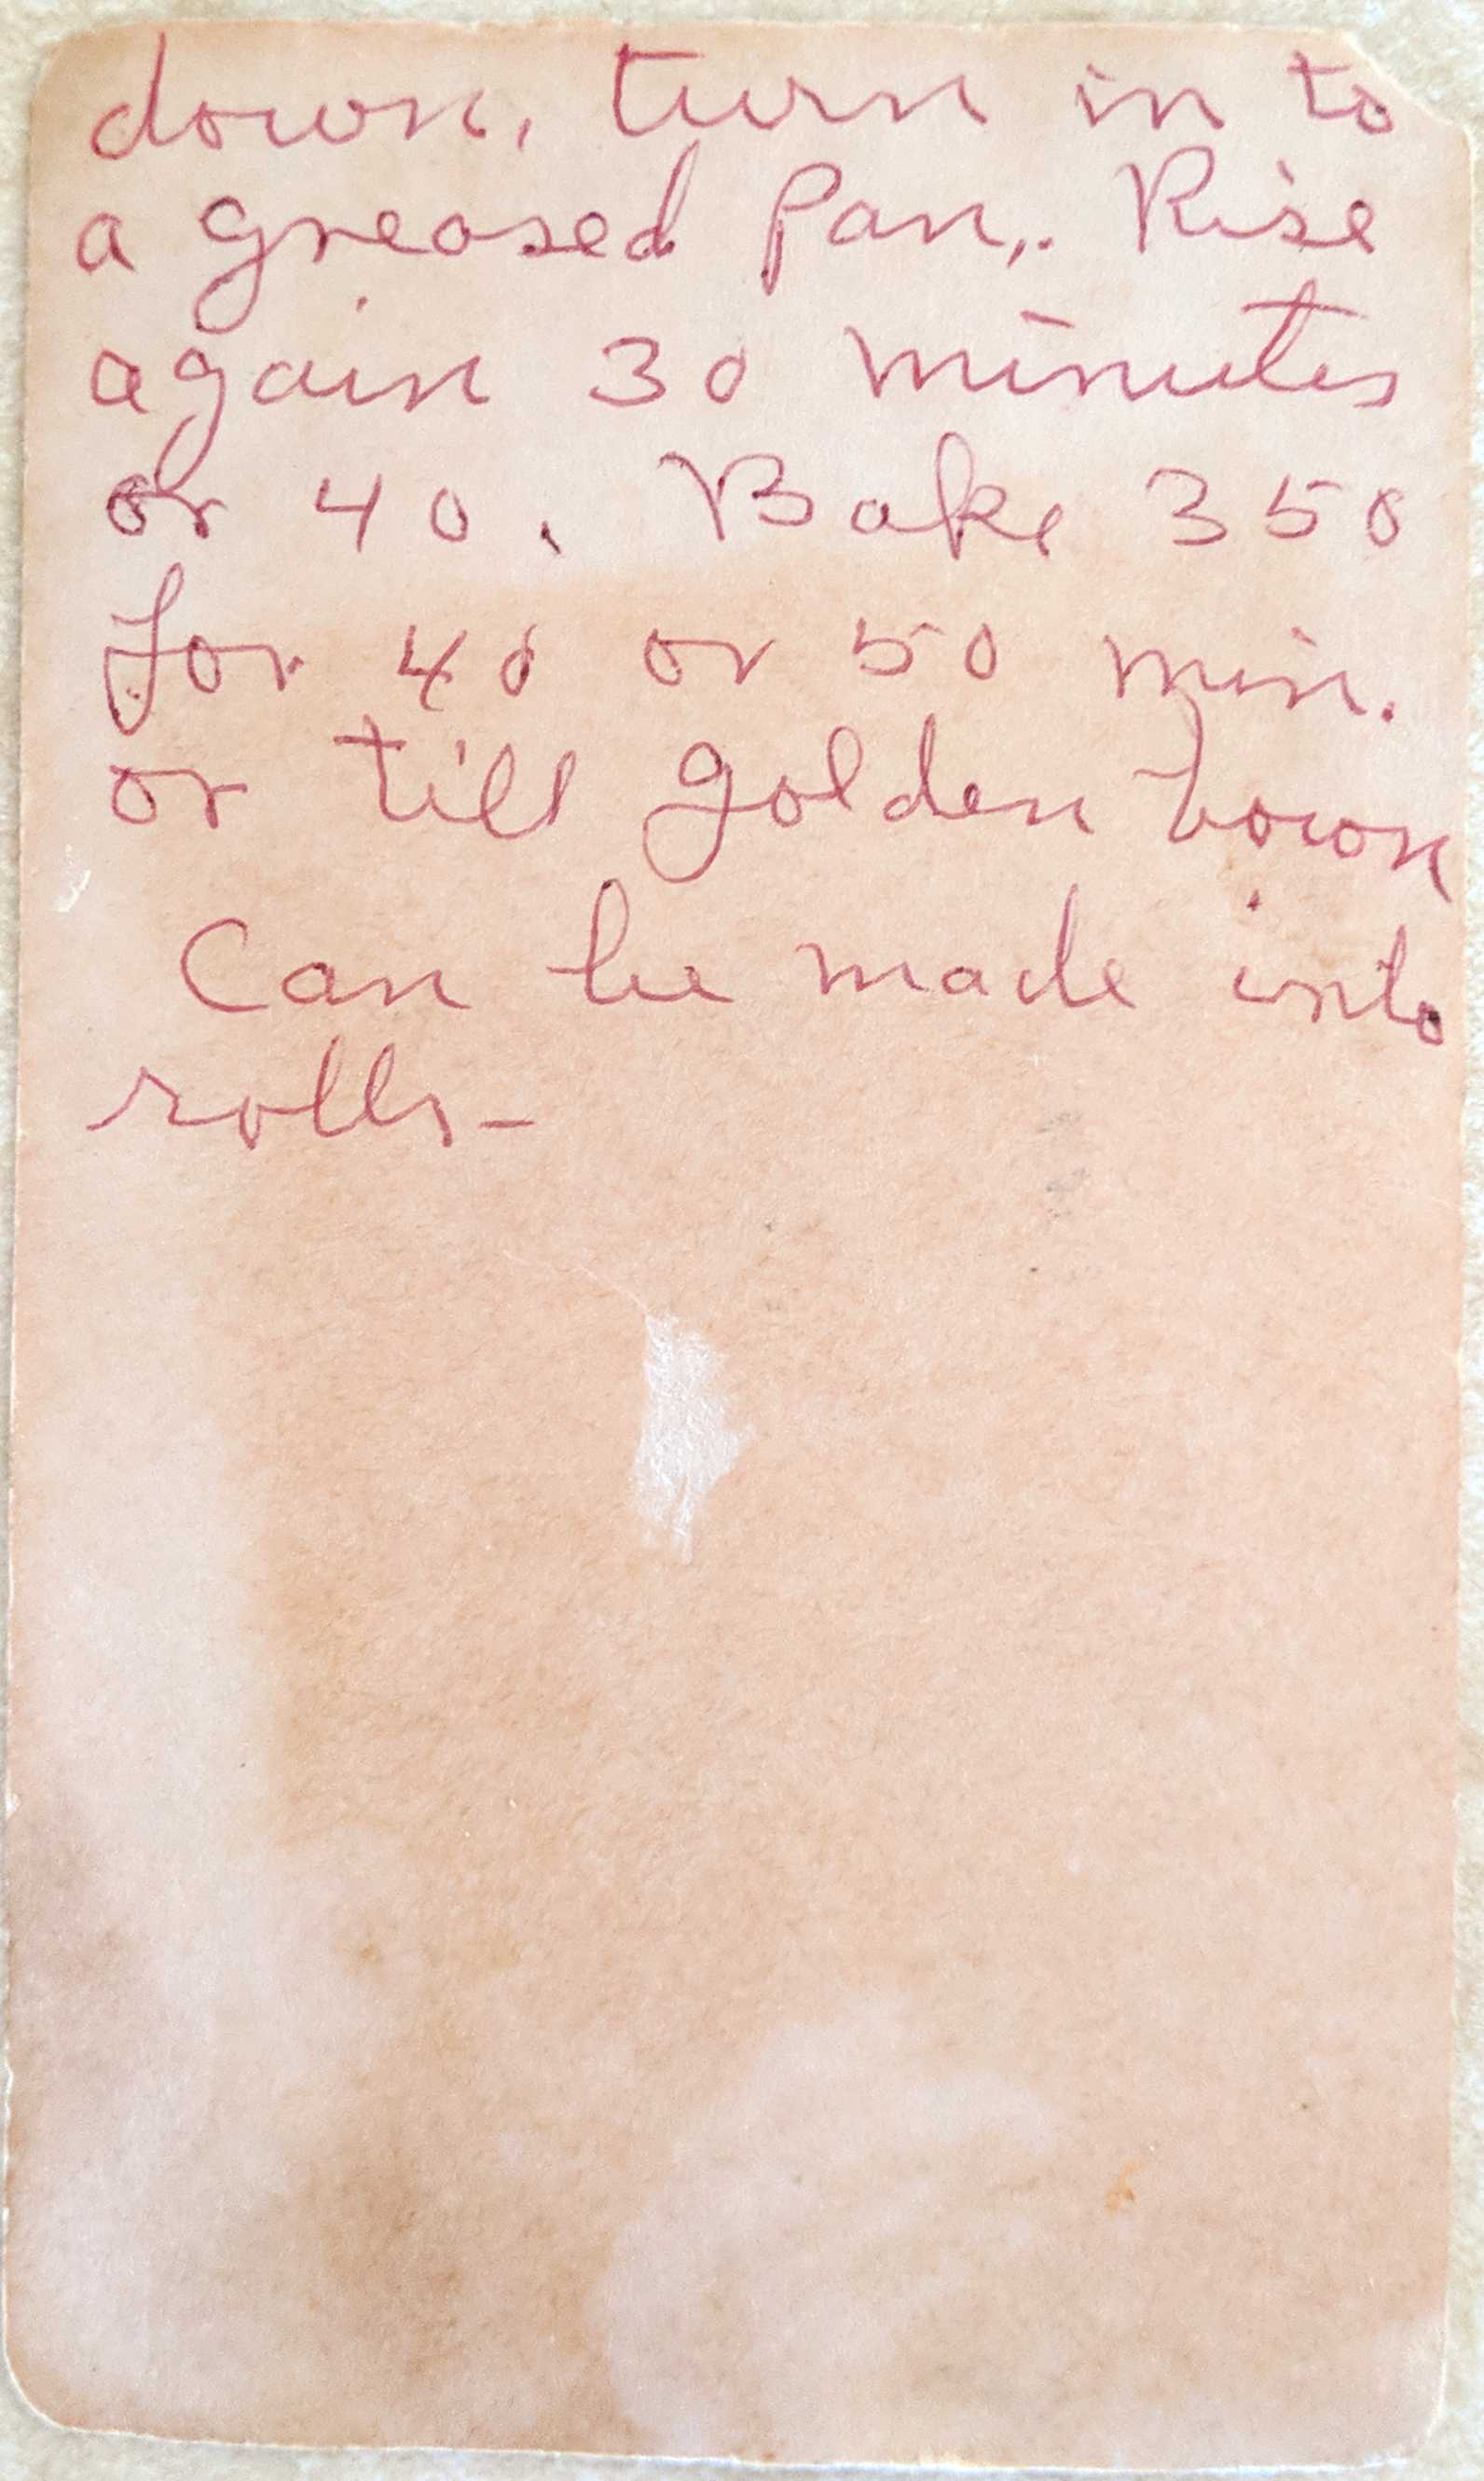 down, turn in to
a greased pan,. Rise
again 30 minutes
or 40. Bake 350
for 40 or 50 min.
or till golden bown
Can be made into
rolls-